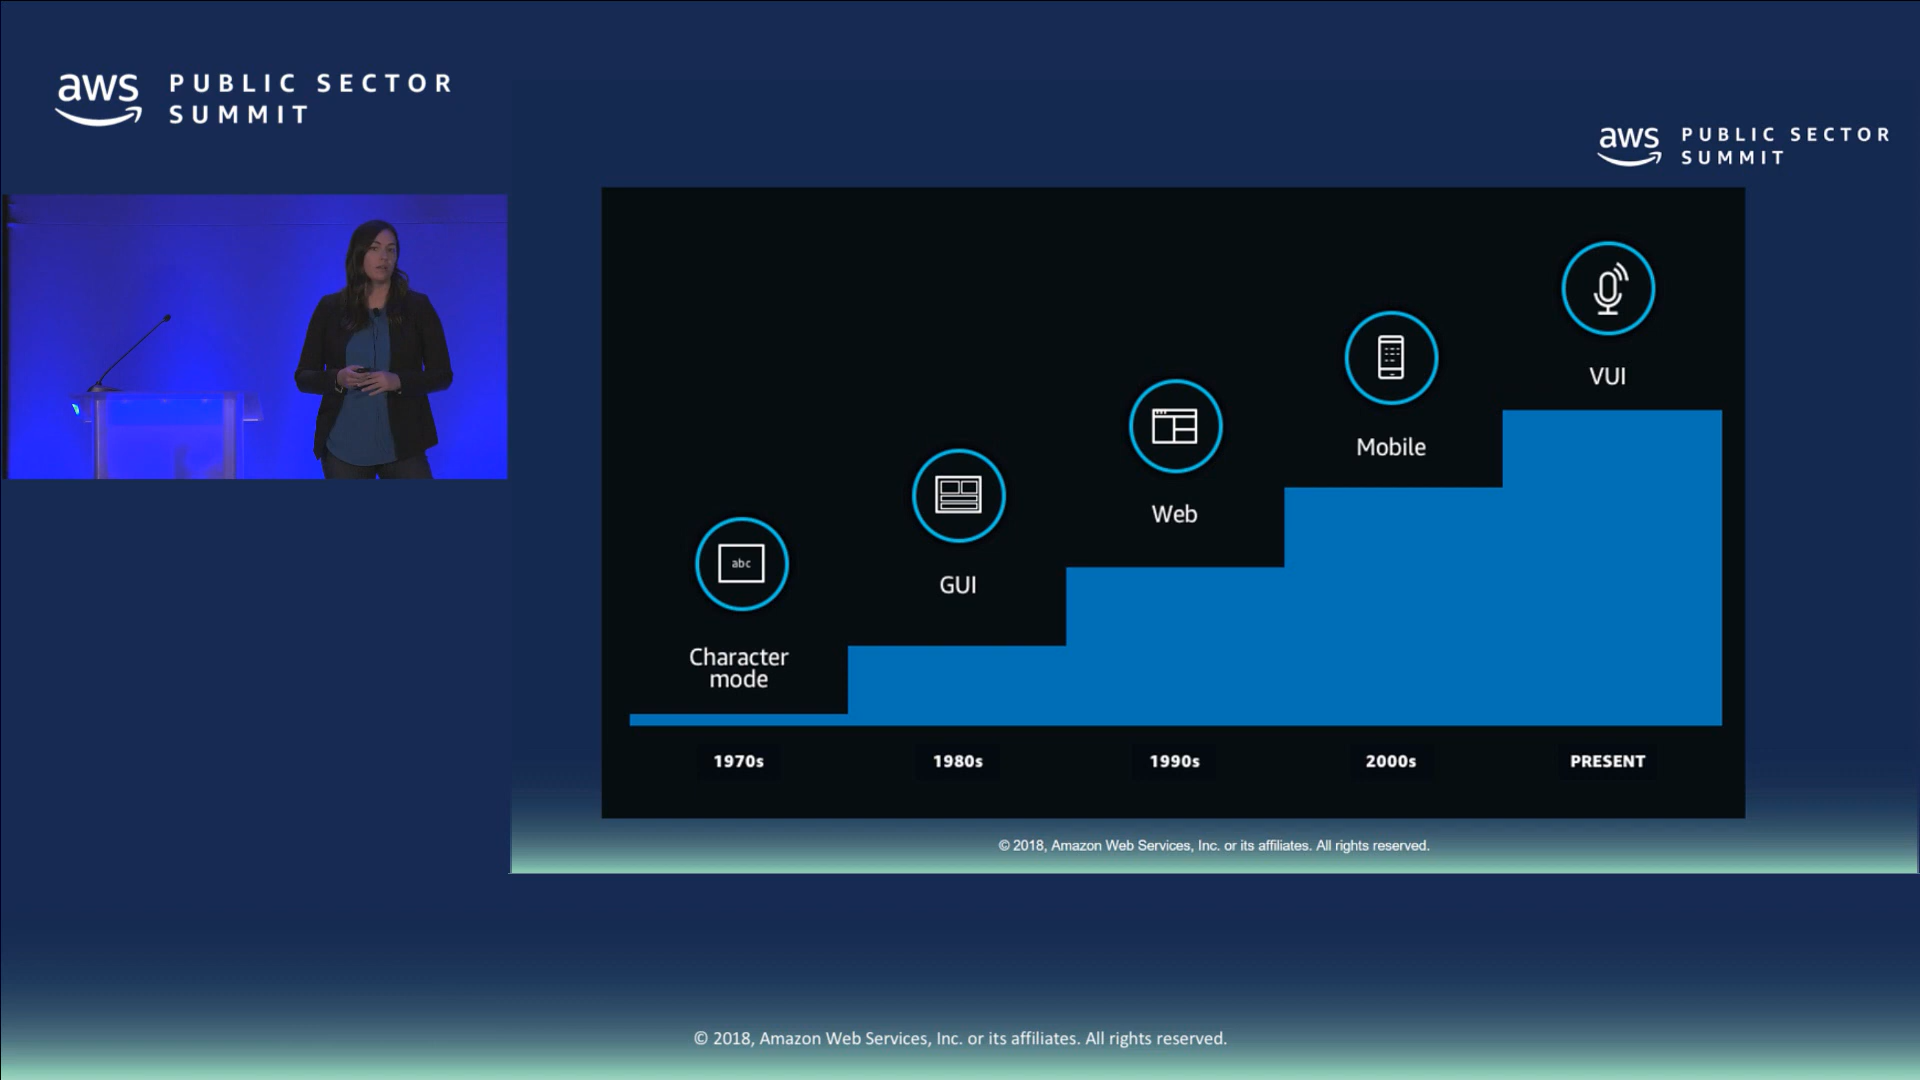 aws PUBLIC SECTOR
SUMMIT
aws PUBLIC SECTOR
SUMMIT
VUI
Mobile
Web
GUI
abc
Character
mode
1970s 1980s 1990s 2000s PRESENT
© 2018, Amazon Web Services, Inc. or its affiliates. All rights reserved.
© 2018, Amazon Web Services, Inc. or its affiliates. All rights reserved.